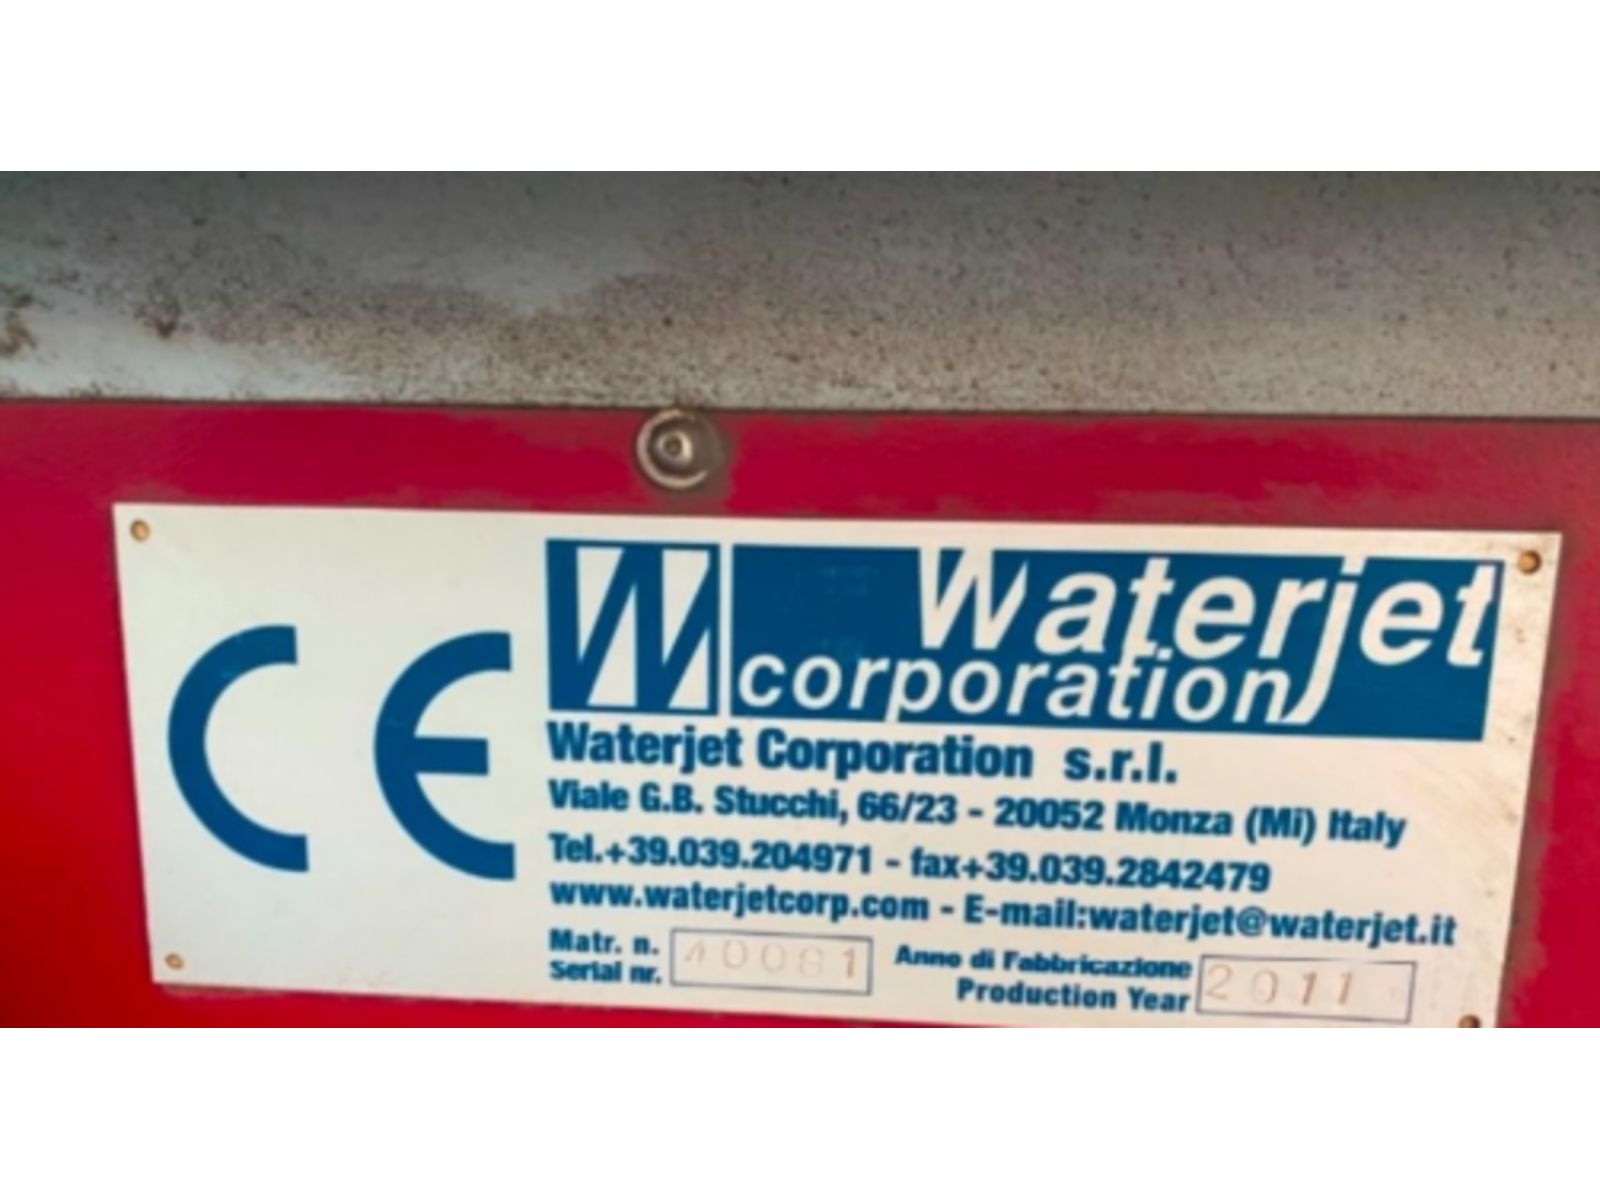 CE
W Waterjet
corporation
Waterjet Corporation s.r.l.
Viale G.B. Stucchi, 66/23 - 20052 Monza (Mi) Italy
Tel.+39.039.204971 - fax+39.039.2842479
www.waterjetcorp.com - E-mail:waterjet@waterjet.it
Matr. n.
Serial nr.
Anno di Fabbricazione
Production Year
2011